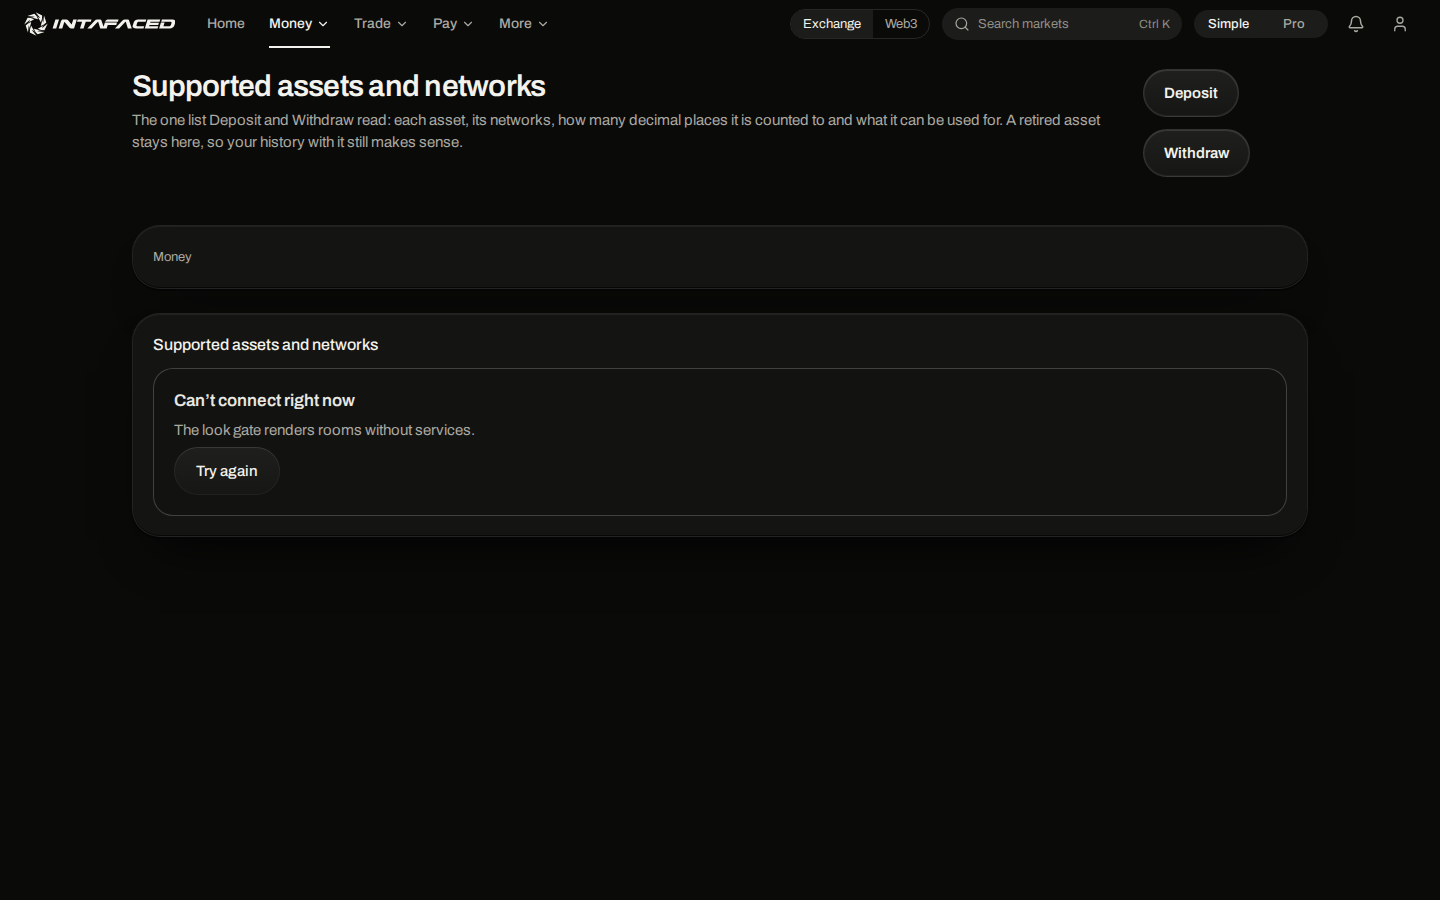 INTAFACED
Home
Money
Trade
Pay
More
Exchange
Web3
Search markets
Ctrl K
Simple
Pro
Supported assets and networks
The one list Deposit and Withdraw read: each asset, its networks, how many decimal places it is counted to and what it can be used for. A retired asset
stays here, so your history with it still makes sense.
Deposit
Withdraw
Money
Supported assets and networks
Can’t connect right now
The look gate renders rooms without services.
Try again